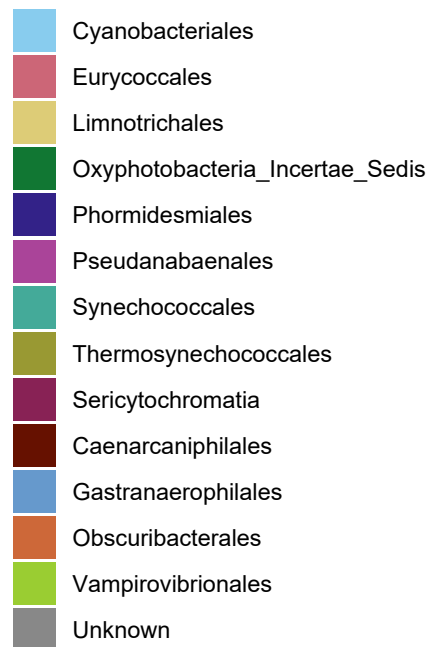 Cyanobacteriales
Eurycoccales
Limnotrichales
Oxyphotobacteria_Incertae_Sedis
Phormidesmiales
Pseudanabaenales
Synechococcales
Thermosynechococcales
Sericytochromatia
Caenarcaniphilales
Gastranaerophilales
Obscuribacterales
Vampirovibrionales
Unknown